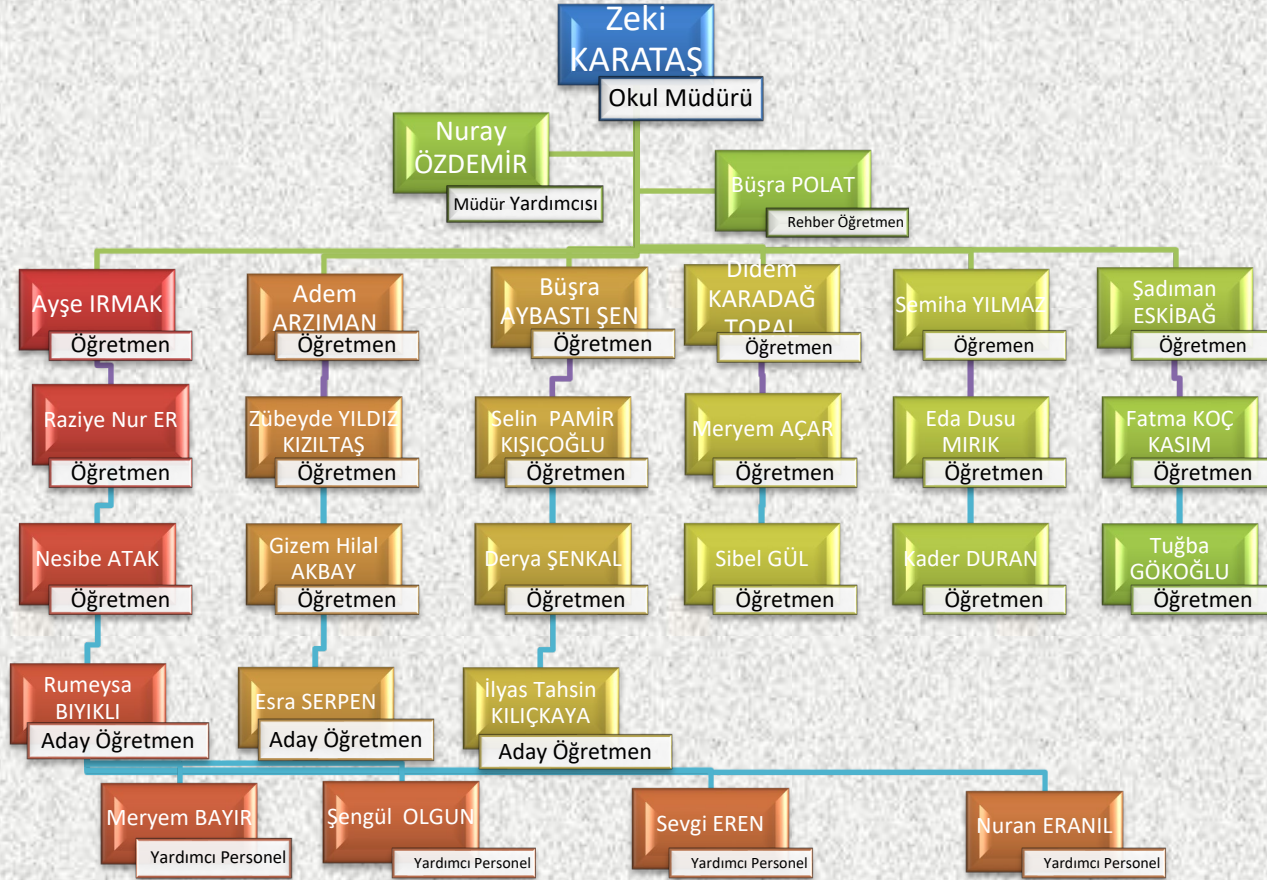 Zeki
KARATAŞ
Okul Müdürü
Nuray
ÖZDEMİR
Müdür Yardımcısı
Büşra POLAT
Rehber Öğretmen
Ayşe IRMAK
Öğretmen
Adem
ARZIMAN
Öğretmen
Büşra
AYBASTI ŞEN
Öğretmen
Didem
KARADAĞ
TOPAL
Öğretmen
Semiha YILMAZ
Öğremen
Şadıman
ESKİBAĞ
Öğretmen
Raziye Nur ER
Öğretmen
Zübeyde YILDIZ
KIZILTAŞ
Öğretmen
Selin PAMİR
KIŞIÇOĞLU
Öğretmen
Meryem AÇAR
Öğretmen
Eda Dusu
MIRIK
Öğretmen
Fatma KOÇ
KASIM
Öğretmen
Nesibe ATAK
Öğretmen
Gizem Hilal
AKBAY
Öğretmen
Derya ŞENKAL
Öğretmen
Sibel GÜL
Öğretmen
Kader DURAN
Öğretmen
Tuğba
GÖKOĞLU
Öğretmen
Rumeysa
BIYIKLI
Aday Öğretmen
Esra SERPEN
Aday Öğretmen
İlyas Tahsin
KILIÇKAYA
Aday Öğretmen
Meryem BAYIR
Yardımcı Personel
Şengül OLGUN
Yardımcı Personel
Sevgi EREN
Yardımcı Personel
Nuran ERANIL
Yardımcı Personel